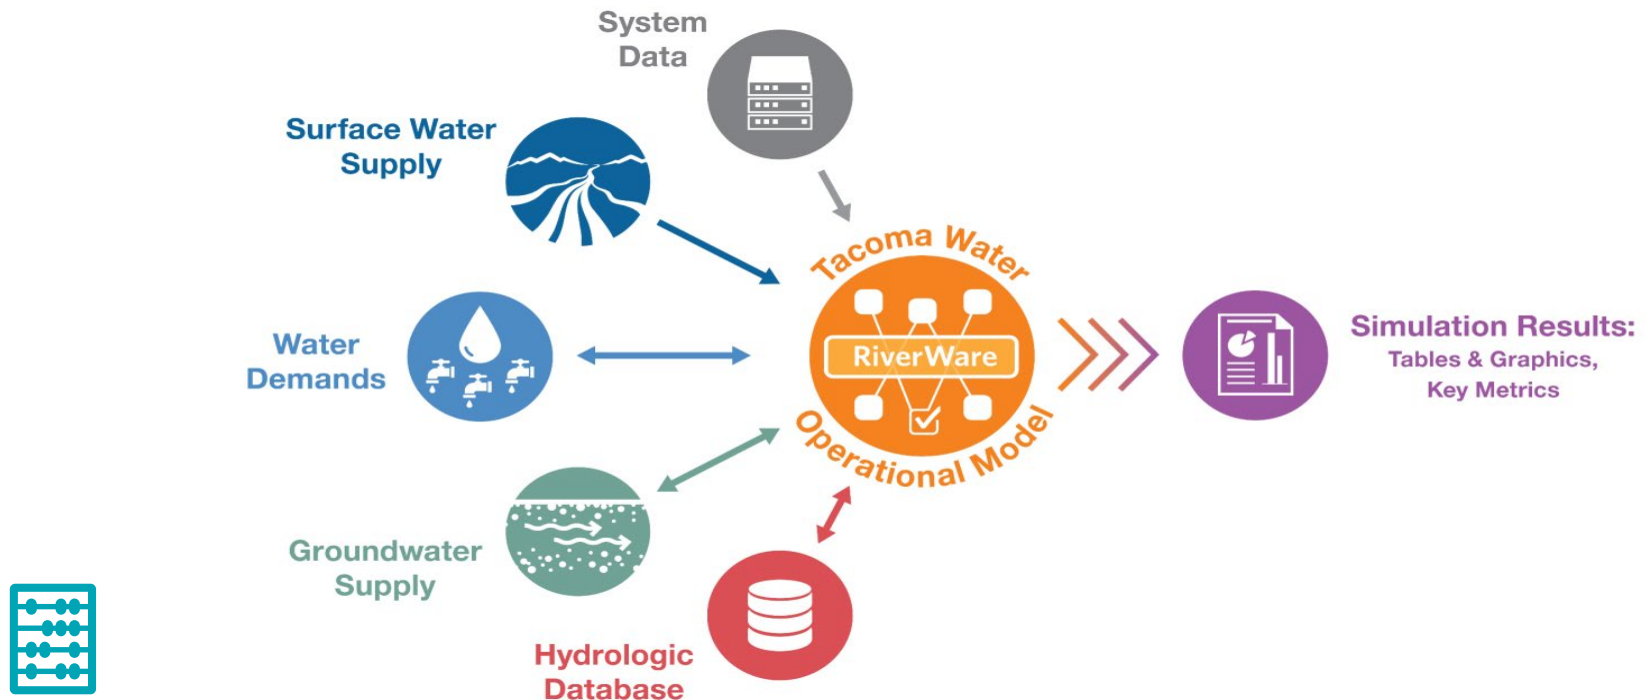 System
Data
Surface Water
Supply
Tacoma Water
Water
Demands
RiverWare
Simulation Results:
Tables & Graphics,
Key Metrics
Operational Model
Groundwater
Supply
Hydrologic
Database